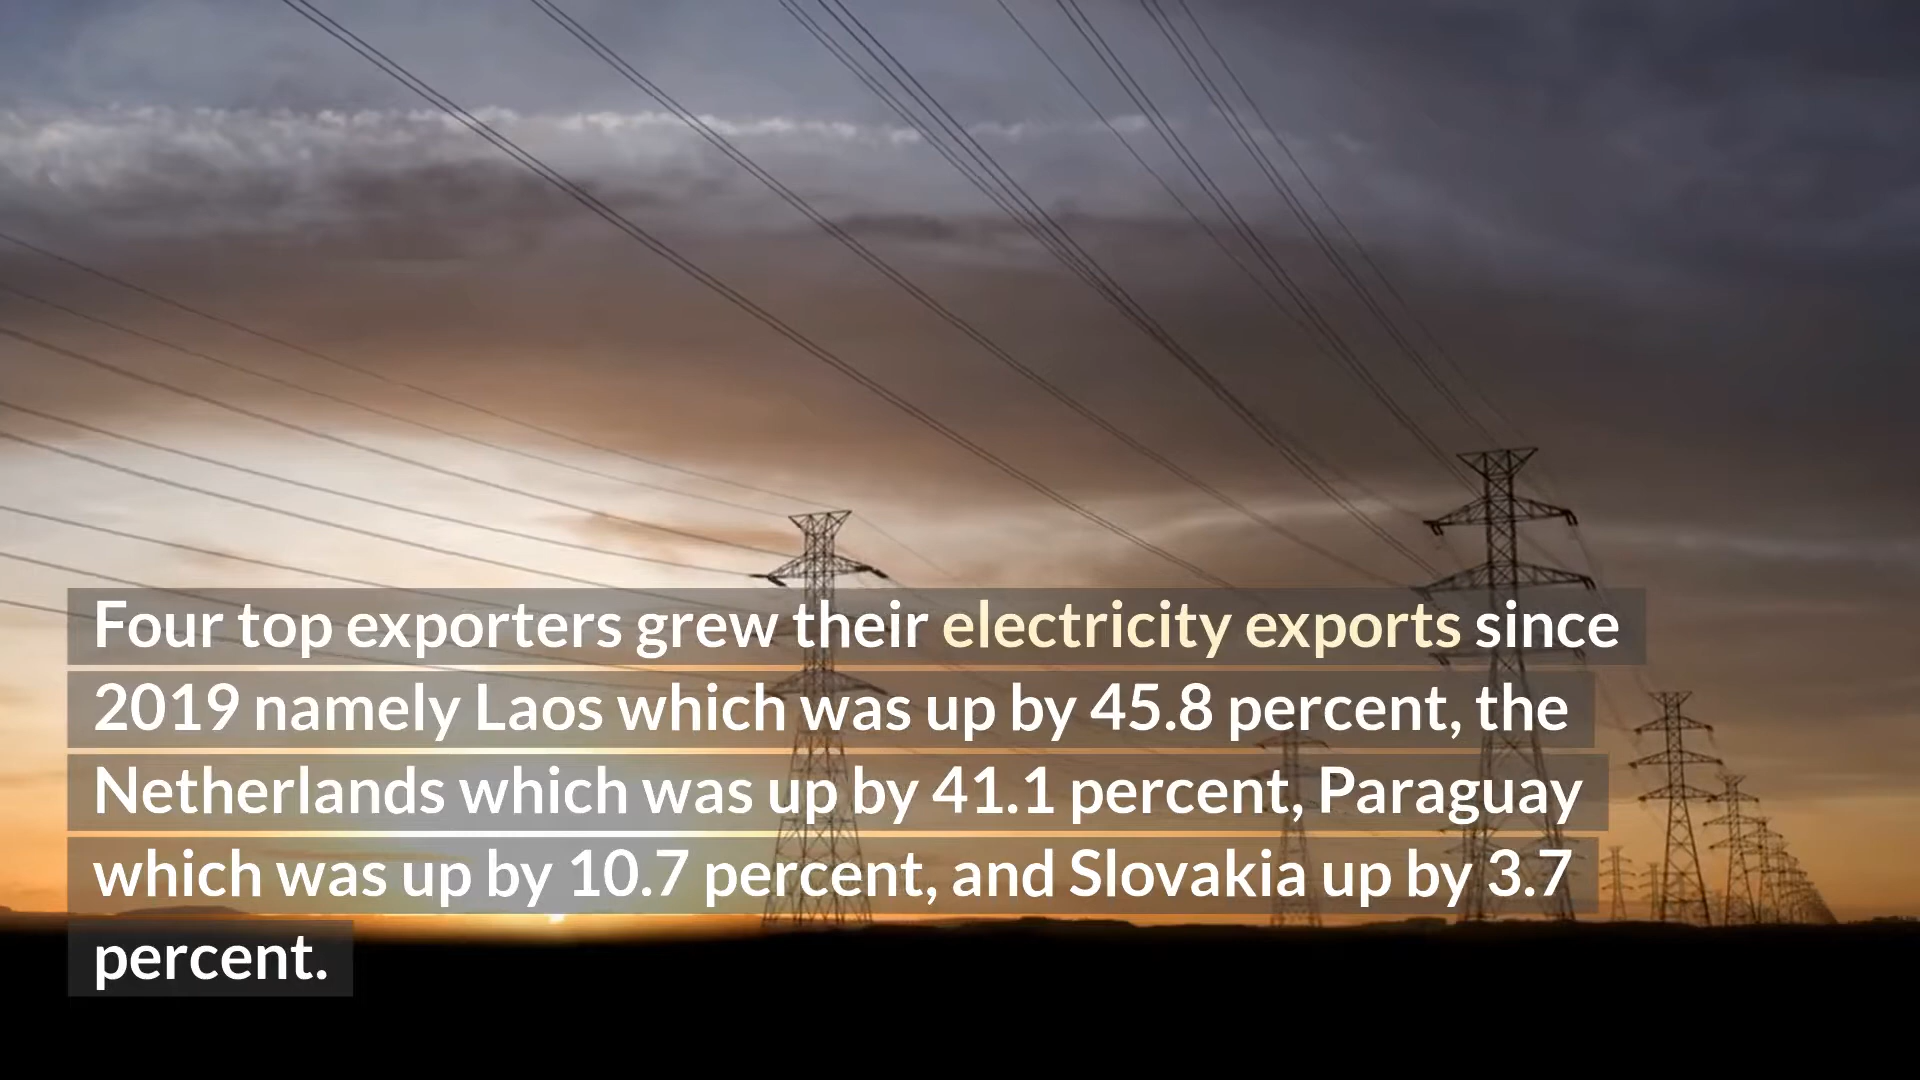 Four top exporters grew their electricity exports since
2019 namely Laos which was up by 45.8 percent, the
Netherlands which was up by 41.1 percent, Paraguay
which was up by 10.7 percent, and Slovakia up by 3.7
percent.